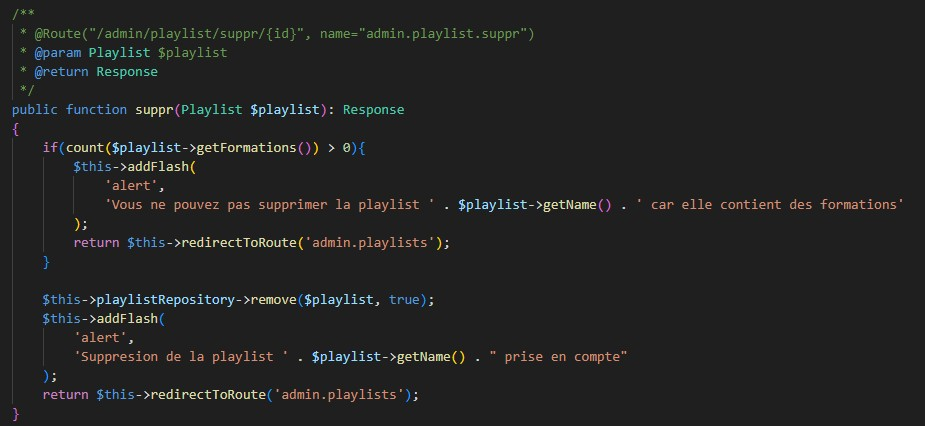 /**
 * @Route("/admin/playlist/suppr/{id}", name="admin.playlist.suppr")
 * @param Playlist $playlist
 * @return Response
 */
public function suppr(Playlist $playlist): Response
{
    if(count($playlist->getFormations()) > 0){
        $this->addFlash(
            'alert',
            'Vous ne pouvez pas supprimer la playlist ' . $playlist->getName() . ' car elle contient des formations'
        );
        return $this->redirectToRoute('admin.playlists');
    }

    $this->playlistRepository->remove($playlist, true);
    $this->addFlash(
        'alert',
        'Suppresion de la playlist ' . $playlist->getName() . " prise en compte"
    );
    return $this->redirectToRoute('admin.playlists');
}